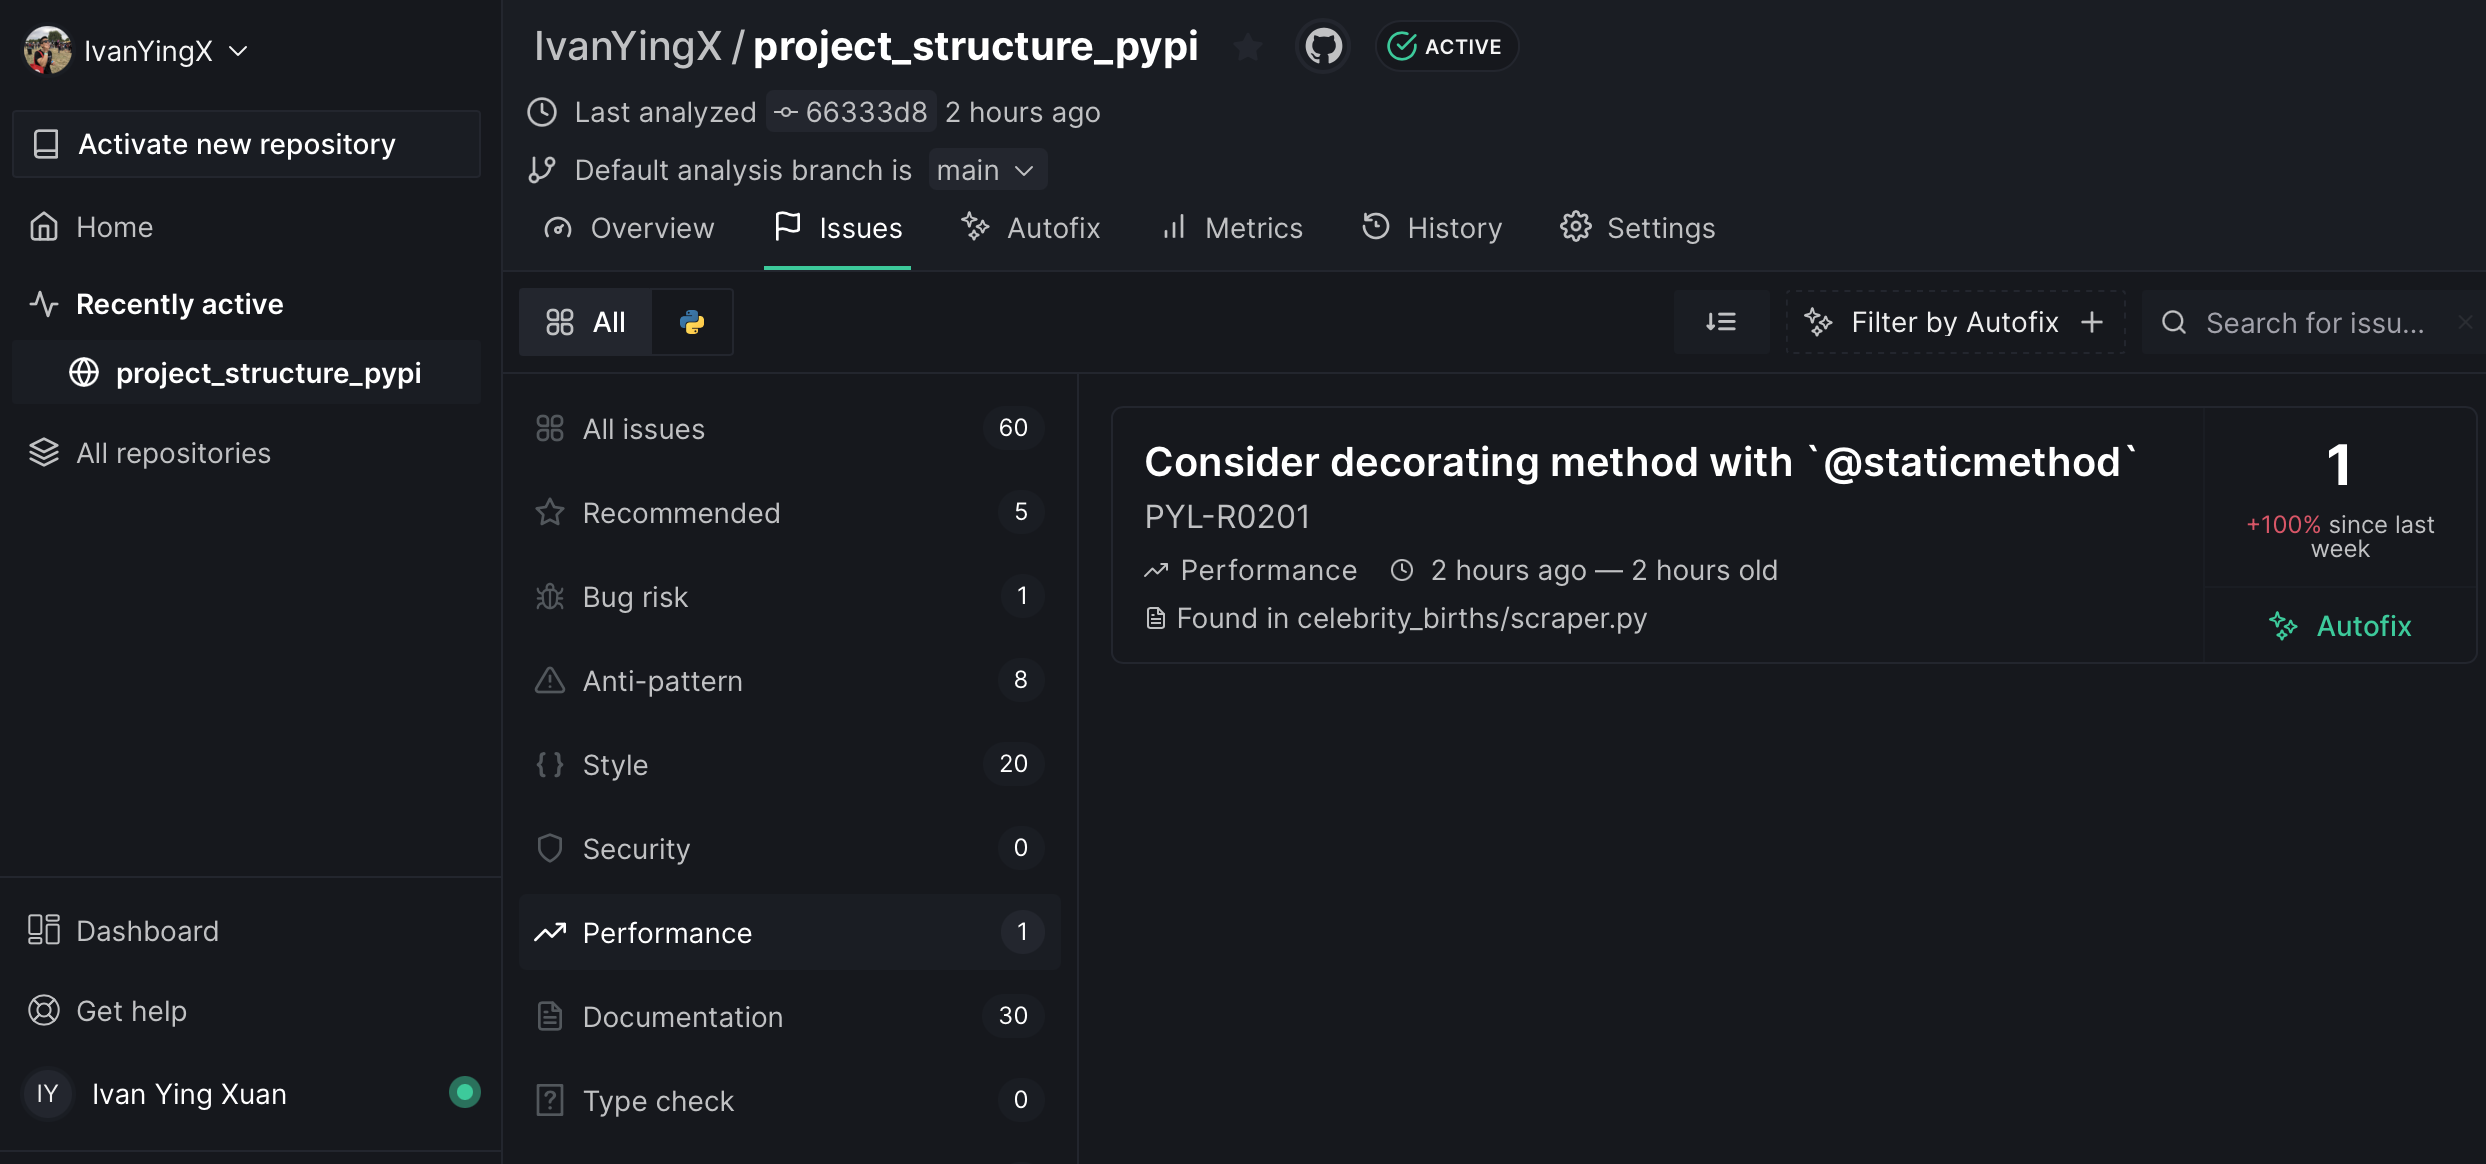 IvanYingX
Activate new repository
Home
Recently active
project_structure_pypi
All repositories
Dashboard
Get help
IY Ivan Ying Xuan
IvanYingX / project_structure_pypi ACTIVE
Last analyzed 66333d8 2 hours ago
Default analysis branch is main
Overview Issues Autofix Metrics History Settings
All Filter by Autofix + Search for issu...
All issues 60
Recommended 5
Bug risk 1
Anti-pattern 8
Style 20
Security 0
Performance 1
Documentation 30
Type check 0
Consider decorating method with `@staticmethod`
PYL-R0201
Performance 2 hours ago — 2 hours old
Found in celebrity_births/scraper.py
1
+100% since last
week
Autofix